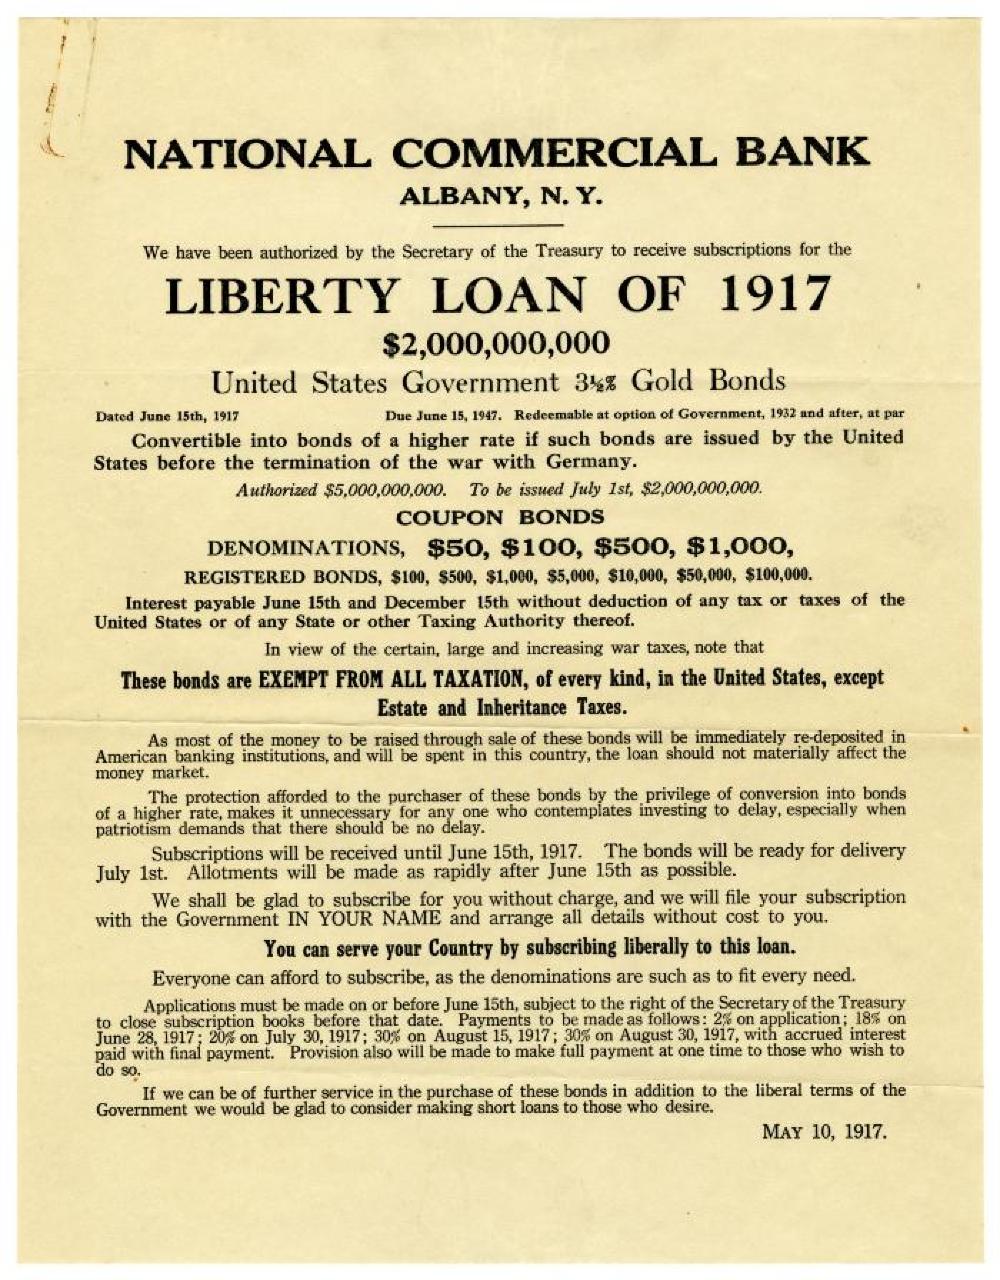 NATIONAL COMMERCIAL BANK
ALBANY, N. Y.
We have been authorized by the Secretary of the Treasury to receive subscriptions for the
LIBERTY LOAN OF 1917
$2,000,000,000
United States Government 3½% Gold Bonds
Dated June 15th, 1917 Due June 15, 1947. Redeemable at option of Government, 1932 and after, at par
Convertible into bonds of a higher rate if such bonds are issued by the United
States before the termination of the war with Germany.
Authorized $5,000,000,000. To be issued July 1st, $2,000,000,000.
COUPON BONDS
DENOMINATIONS, $50, $100, $500, $1,000,
REGISTERED BONDS, $100, $500, $1,000, $5,000, $10,000, $50,000, $100,000.
Interest payable June 15th and December 15th without deduction of any tax or taxes of the
United States or of any State or other Taxing Authority thereof.
In view of the certain, large and increasing war taxes, note that
These bonds are EXEMPT FROM ALL TAXATION, of every kind, in the United States, except
Estate and Inheritance Taxes.
As most of the money to be raised through sale of these bonds will be immediately re-deposited in
American banking institutions, and will be spent in this country, the loan should not materially affect the
money market.
The protection afforded to the purchaser of these bonds by the privilege of conversion into bonds
of a higher rate, makes it unnecessary for any one who contemplates investing to delay, especially when
patriotism demands that there should be no delay.
Subscriptions will be received until June 15th, 1917. The bonds will be ready for delivery
July 1st. Allotments will be made as rapidly after June 15th as possible.
We shall be glad to subscribe for you without charge, and we will file your subscription
with the Government IN YOUR NAME and arrange all details without cost to you.
You can serve your Country by subscribing liberally to this loan.
Everyone can afford to subscribe, as the denominations are such as to fit every need.
Applications must be made on or before June 15th, subject to the right of the Secretary of the Treasury
to close subscription books before that date. Payments to be made as follows: 2% on application; 18% on
June 28, 1917; 20% on July 30, 1917; 30% on August 15, 1917; 30% on August 30, 1917, with accrued interest
paid with final payment. Provision also will be made to make full payment at one time to those who wish to
do so.
If we can be of further service in the purchase of these bonds in addition to the liberal terms of the
Government we would be glad to consider making short loans to those who desire.
MAY 10, 1917.